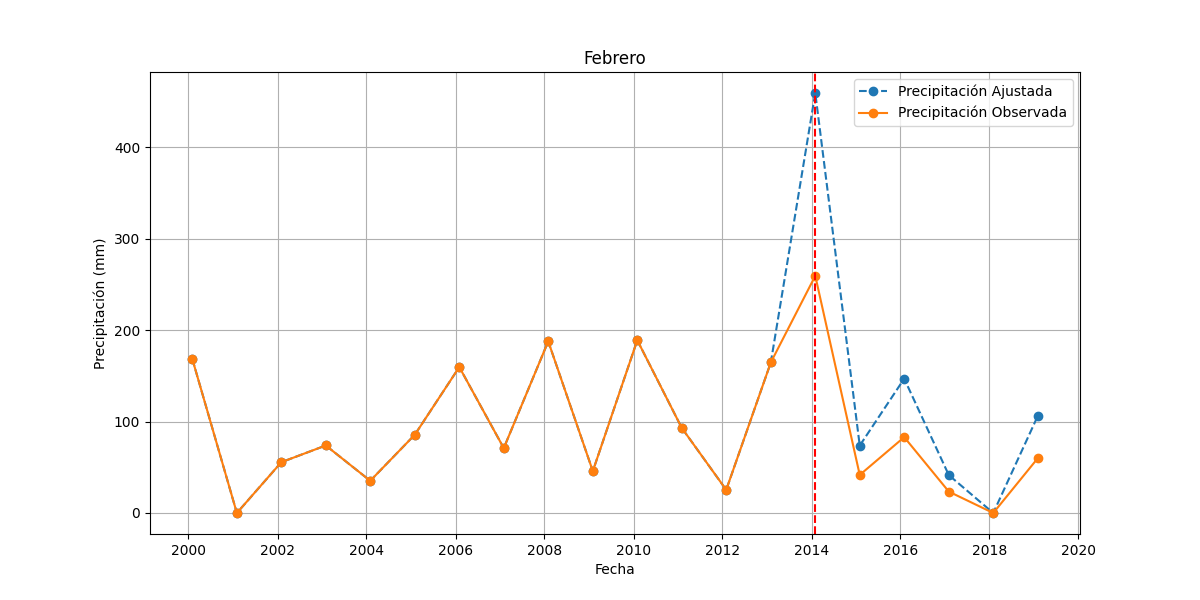 Febrero
Precipitación Ajustada
Precipitación Observada
Precipitación (mm)
400
300
200
100
0
2000 2002 2004 2006 2008 2010 2012 2014 2016 2018 2020
Fecha